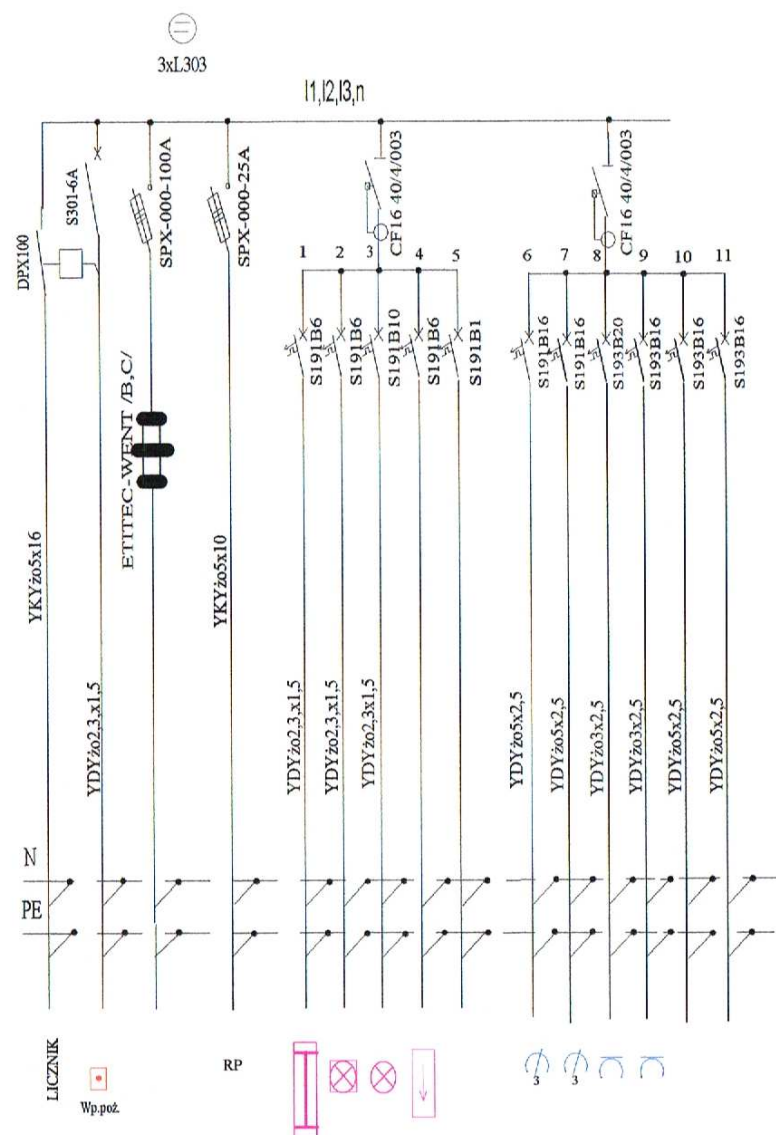 3xL303
l1,l2,l3,n
DPX100
S301-6A
SPX-000-100A
SPX-000-25A
CF16 40/4/003
CF16 40/4/003
1 2 3 4 5
6 7 8 9 10 11
S191B6
S191B6
S191B10
S191B6
S191B1
S191B16
S191B16
S193B20
S193B16
S193B16
S193B16
ETITEC-WENT /B,C/
YKYżo5x16
YDYżo2,3,x1,5
YKYżo5x10
YDYżo2,3,x1,5
YDYżo2,3,x1,5
YDYżo2,3x1,5
YDYżo5x2,5
YDYżo5x2,5
YDYżo3x2,5
YDYżo3x2,5
YDYżo5x2,5
YDYżo5x2,5
N
PE
LICZNIK
Wp.poż.
RP
3
3